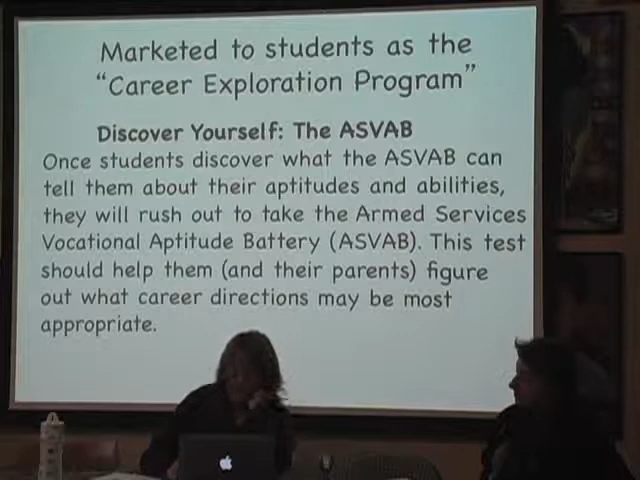 Marketed to students as the
“Career Exploration Program”
Discover Yourself: The ASVAB
Once students discover what the ASVAB can
tell them about their aptitudes and abilities,
they will rush out to take the Armed Services
Vocational Aptitude Battery (ASVAB). This test
should help them (and their parents) figure
out what career directions may be most
appropriate.